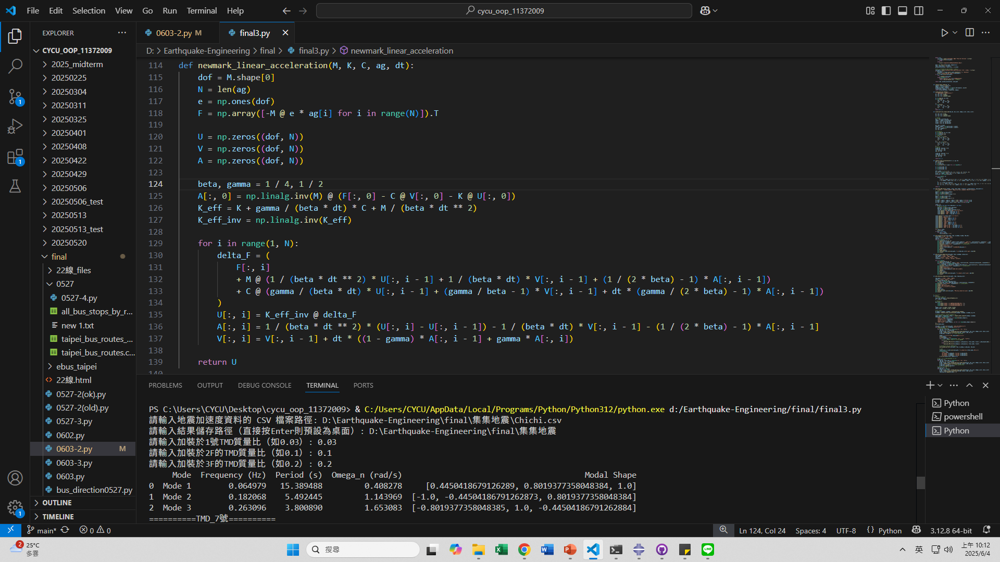 File Edit Selection View Go Run Terminal Help
cycu_oop_11372009
EXPLORER
CYCU_OOP_11372009
2025_midterm
20250225
20250304
20250311
20250325
20250401
20250408
20250422
20250429
20250506
20250506_test
20250513
20250513_test
20250520
final
22線_files
0527
0527-4.py
all_bus_stops_by_r...
new 1.txt
taipei_bus_routes_...
taipei_bus_routes.c...
ebus_taipei
22線.html
0527-2(ok).py
0527-2(old).py
0527-3.py
0602.py
0603-2.py M
0603-3.py
0603.py
bus_direction0527.py
OUTLINE
TIMELINE
1
1
1
0603-2.py M
final3.py
D: > Earthquake-Engineering > final > final3.py > newmark_linear_acceleration
114 def newmark_linear_acceleration(M, K, C, ag, dt):
115 dof = M.shape[0]
116 N = len(ag)
117 e = np.ones(dof)
118 F = np.array([-M @ e * ag[i] for i in range(N)]).T
119
120 U = np.zeros((dof, N))
121 V = np.zeros((dof, N))
122 A = np.zeros((dof, N))
123
124 beta, gamma = 1 / 4, 1 / 2
125 A[:, 0] = np.linalg.inv(M) @ (F[:, 0] - C @ V[:, 0] - K @ U[:, 0])
126 K_eff = K + gamma / (beta * dt) * C + M / (beta * dt ** 2)
127 K_eff_inv = np.linalg.inv(K_eff)
128
129 for i in range(1, N):
130 delta_F = (
131 F[:, i]
132 + M @ (1 / (beta * dt ** 2) * U[:, i - 1] + 1 / (beta * dt) * V[:, i - 1] + (1 / (2 * beta) - 1) * A[:, i - 1])
133 + C @ (gamma / (beta * dt) * U[:, i - 1] + (gamma / beta - 1) * V[:, i - 1] + dt * (gamma / (2 * beta) - 1) * A[:, i - 1])
134 )
135 U[:, i] = K_eff_inv @ delta_F
136 A[:, i] = 1 / (beta * dt ** 2) * (U[:, i] - U[:, i - 1]) - 1 / (beta * dt) * V[:, i - 1] - (1 / (2 * beta) - 1) * A[:, i - 1]
137 V[:, i] = V[:, i - 1] + dt * ((1 - gamma) * A[:, i - 1] + gamma * A[:, i])
138
139 return U
140
PROBLEMS OUTPUT DEBUG CONSOLE TERMINAL PORTS
PS C:\Users\CYCU\Desktop\cycu_oop_11372009> & C:/Users/CYCU/AppData/Local/Programs/Python/Python312/python.exe d:/Earthquake-Engineering/final/final3.py
請輸入地震加速度資料的 CSV 檔案路徑: D:\Earthquake-Engineering\final\集集地震\Chichi.csv
請輸入結果儲存路徑（直接按Enter則預設為桌面）: D:\Earthquake-Engineering\final\集集地震
請輸入加裝於1號TMD質量比（如0.03）: 0.03
請輸入加裝於2F的TMD質量比（如0.1）: 0.1
請輸入加裝於3F的TMD質量比（如0.2）: 0.2
Mode Frequency (Hz) Period (s) Omega_n (rad/s) Modal Shape
0 Mode 1 0.064979 15.389488 0.408278 [0.4450418679126289, 0.8019377358048384, 1.0]
1 Mode 2 0.182068 5.492445 1.143969 [-1.0, -0.44504186791262873, 0.8019377358048384]
2 Mode 3 0.263096 3.800890 1.653083 [-0.8019377358048385, 1.0, -0.44504186791262884]
==========TMD_7號==========
Python
powershell
Python
main* 0 0
Ln 124, Col 24 Spaces: 4 UTF-8 {} Python 3.12.8 64-bit
2
25°C
多雲
搜尋
英
上午 10:12
2025/6/4